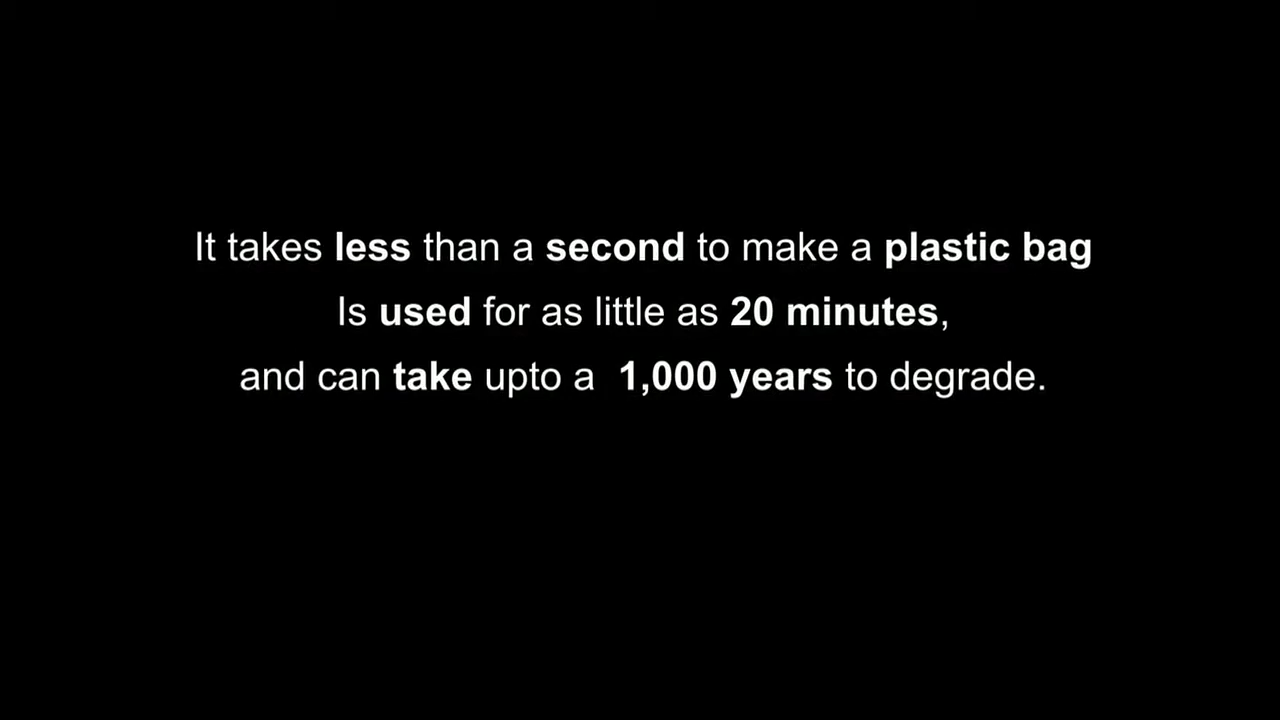 It takes less than a second to make a plastic bag
Is used for as little as 20 minutes,
and can take upto a  1,000 years to degrade.